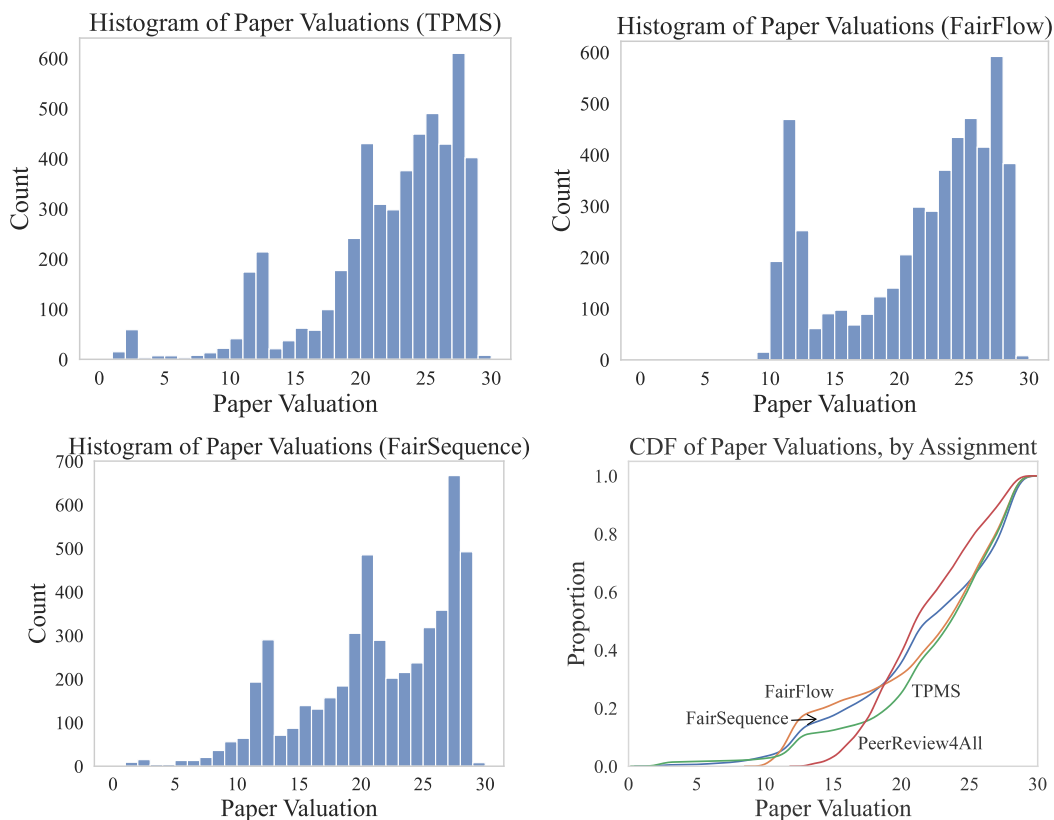 Histogram of Paper Valuations (TPMS)
600
500
400
300
200
100
0
Count
0 5 10 15 20 25 30
Paper Valuation
Histogram of Paper Valuations (FairFlow)
600
500
400
300
200
100
0
Count
0 5 10 15 20 25 30
Paper Valuation
Histogram of Paper Valuations (FairSequence)
700
600
500
400
300
200
100
0
Count
0 5 10 15 20 25 30
Paper Valuation
CDF of Paper Valuations, by Assignment
1.0
0.8
0.6
0.4
0.2
0.0
Proportion
FairFlow
TPMS
FairSequence
PeerReview4All
0 5 10 15 20 25 30
Paper Valuation